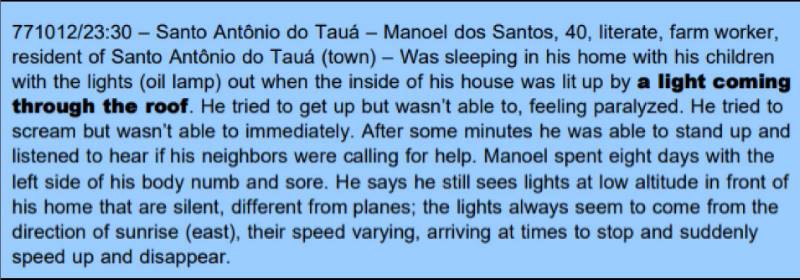 771012/23:30 – Santo Antônio do Tauá – Manoel dos Santos, 40, literate, farm worker,
resident of Santo Antônio do Tauá (town) – Was sleeping in his home with his children
with the lights (oil lamp) out when the inside of his house was lit up by a light coming
through the roof. He tried to get up but wasn't able to, feeling paralyzed. He tried to
scream but wasn't able to immediately. After some minutes he was able to stand up and
listened to hear if his neighbors were calling for help. Manoel spent eight days with the
left side of his body numb and sore. He says he still sees lights at low altitude in front of
his home that are silent, different from planes; the lights always seem to come from the
direction of sunrise (east), their speed varying, arriving at times to stop and suddenly
speed up and disappear.